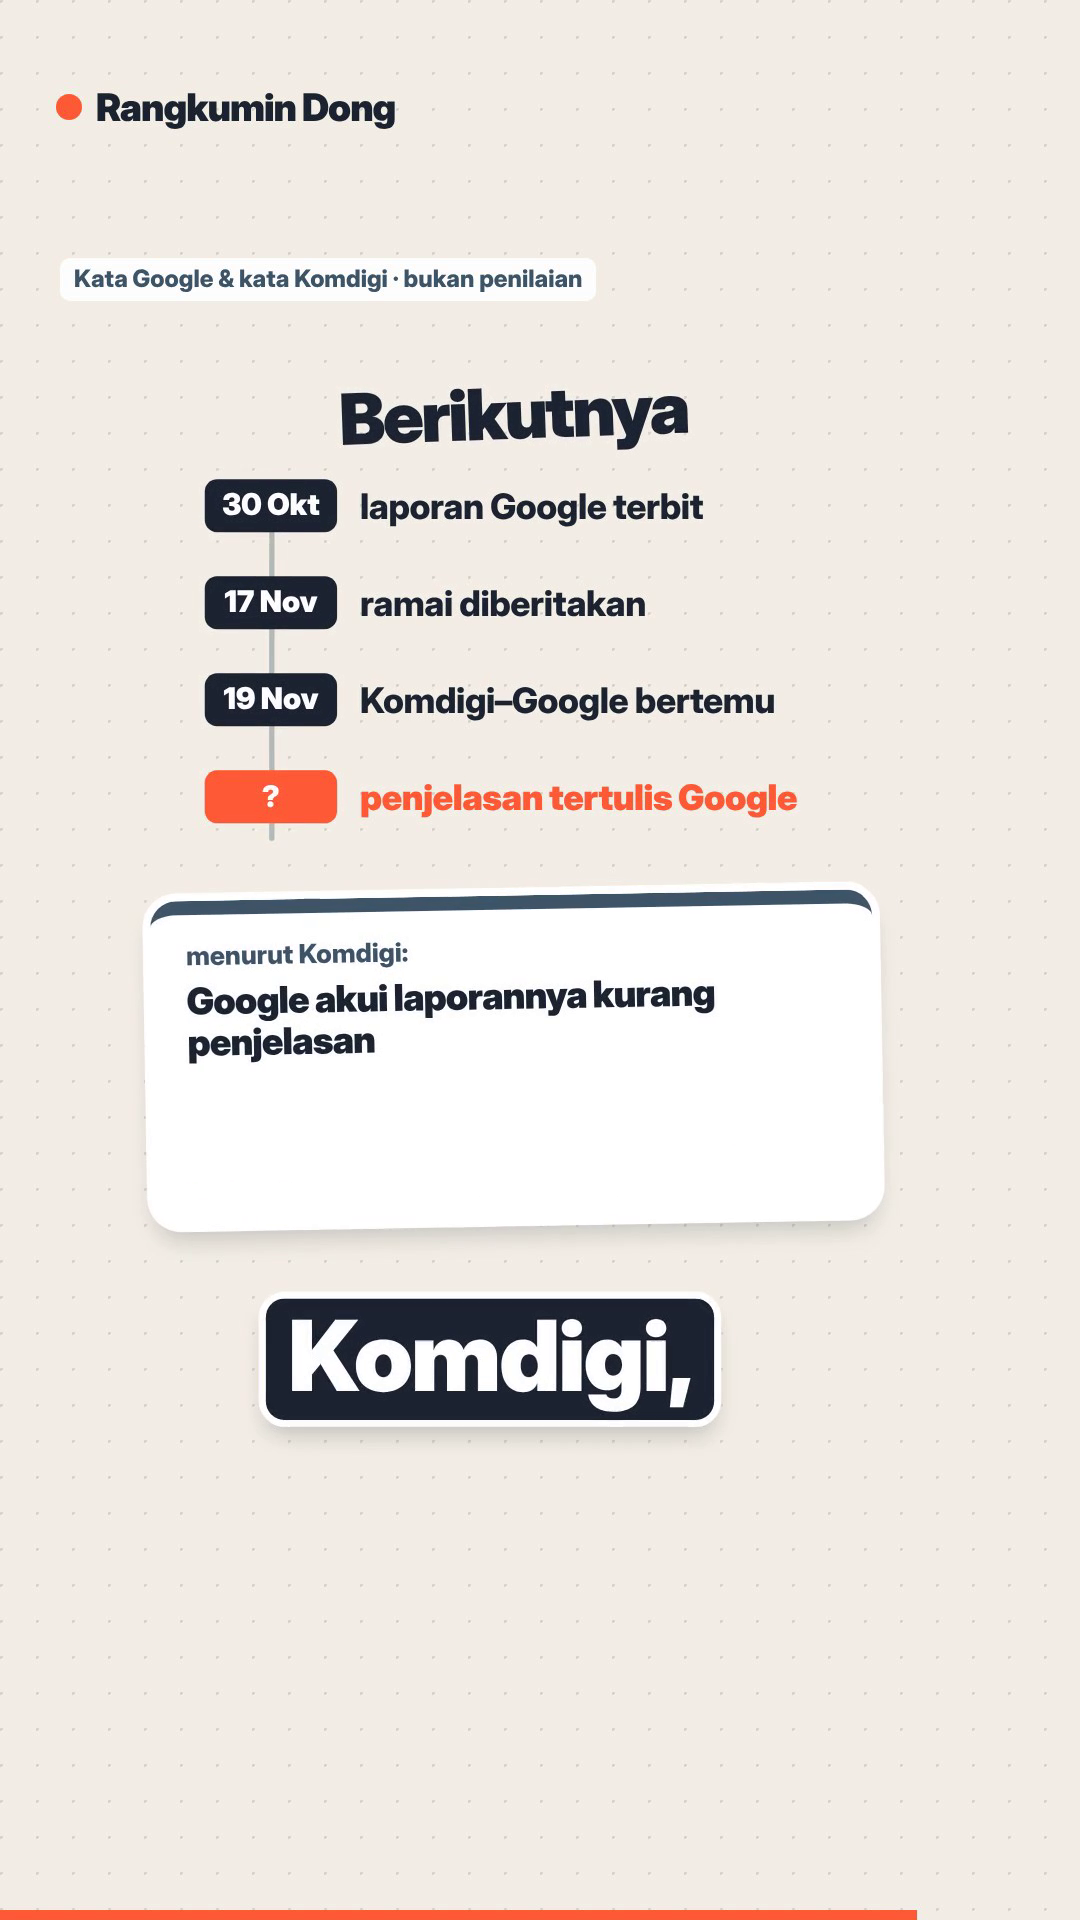 Rangkumin Dong
Kata Google & kata Komdigi · bukan penilaian
Berikutnya
30 Okt laporan Google terbit
17 Nov ramai diberitakan
19 Nov Komdigi–Google bertemu
? penjelasan tertulis Google
menurut Komdigi:
Google akui laporannya kurang
penjelasan
Komdigi,